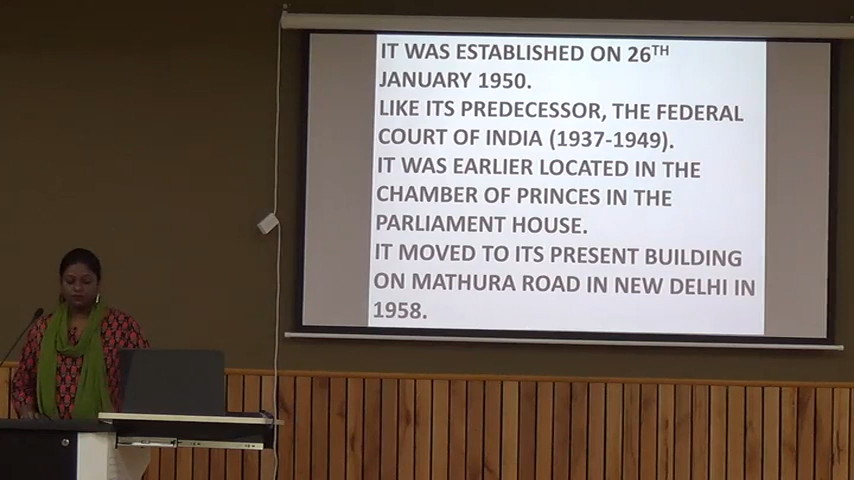 IT WAS ESTABLISHED ON 26TH
JANUARY 1950.
LIKE ITS PREDECESSOR, THE FEDERAL
COURT OF INDIA (1937-1949).
IT WAS EARLIER LOCATED IN THE
CHAMBER OF PRINCES IN THE
PARLIAMENT HOUSE.
IT MOVED TO ITS PRESENT BUILDING
ON MATHURA ROAD IN NEW DELHI IN
1958.